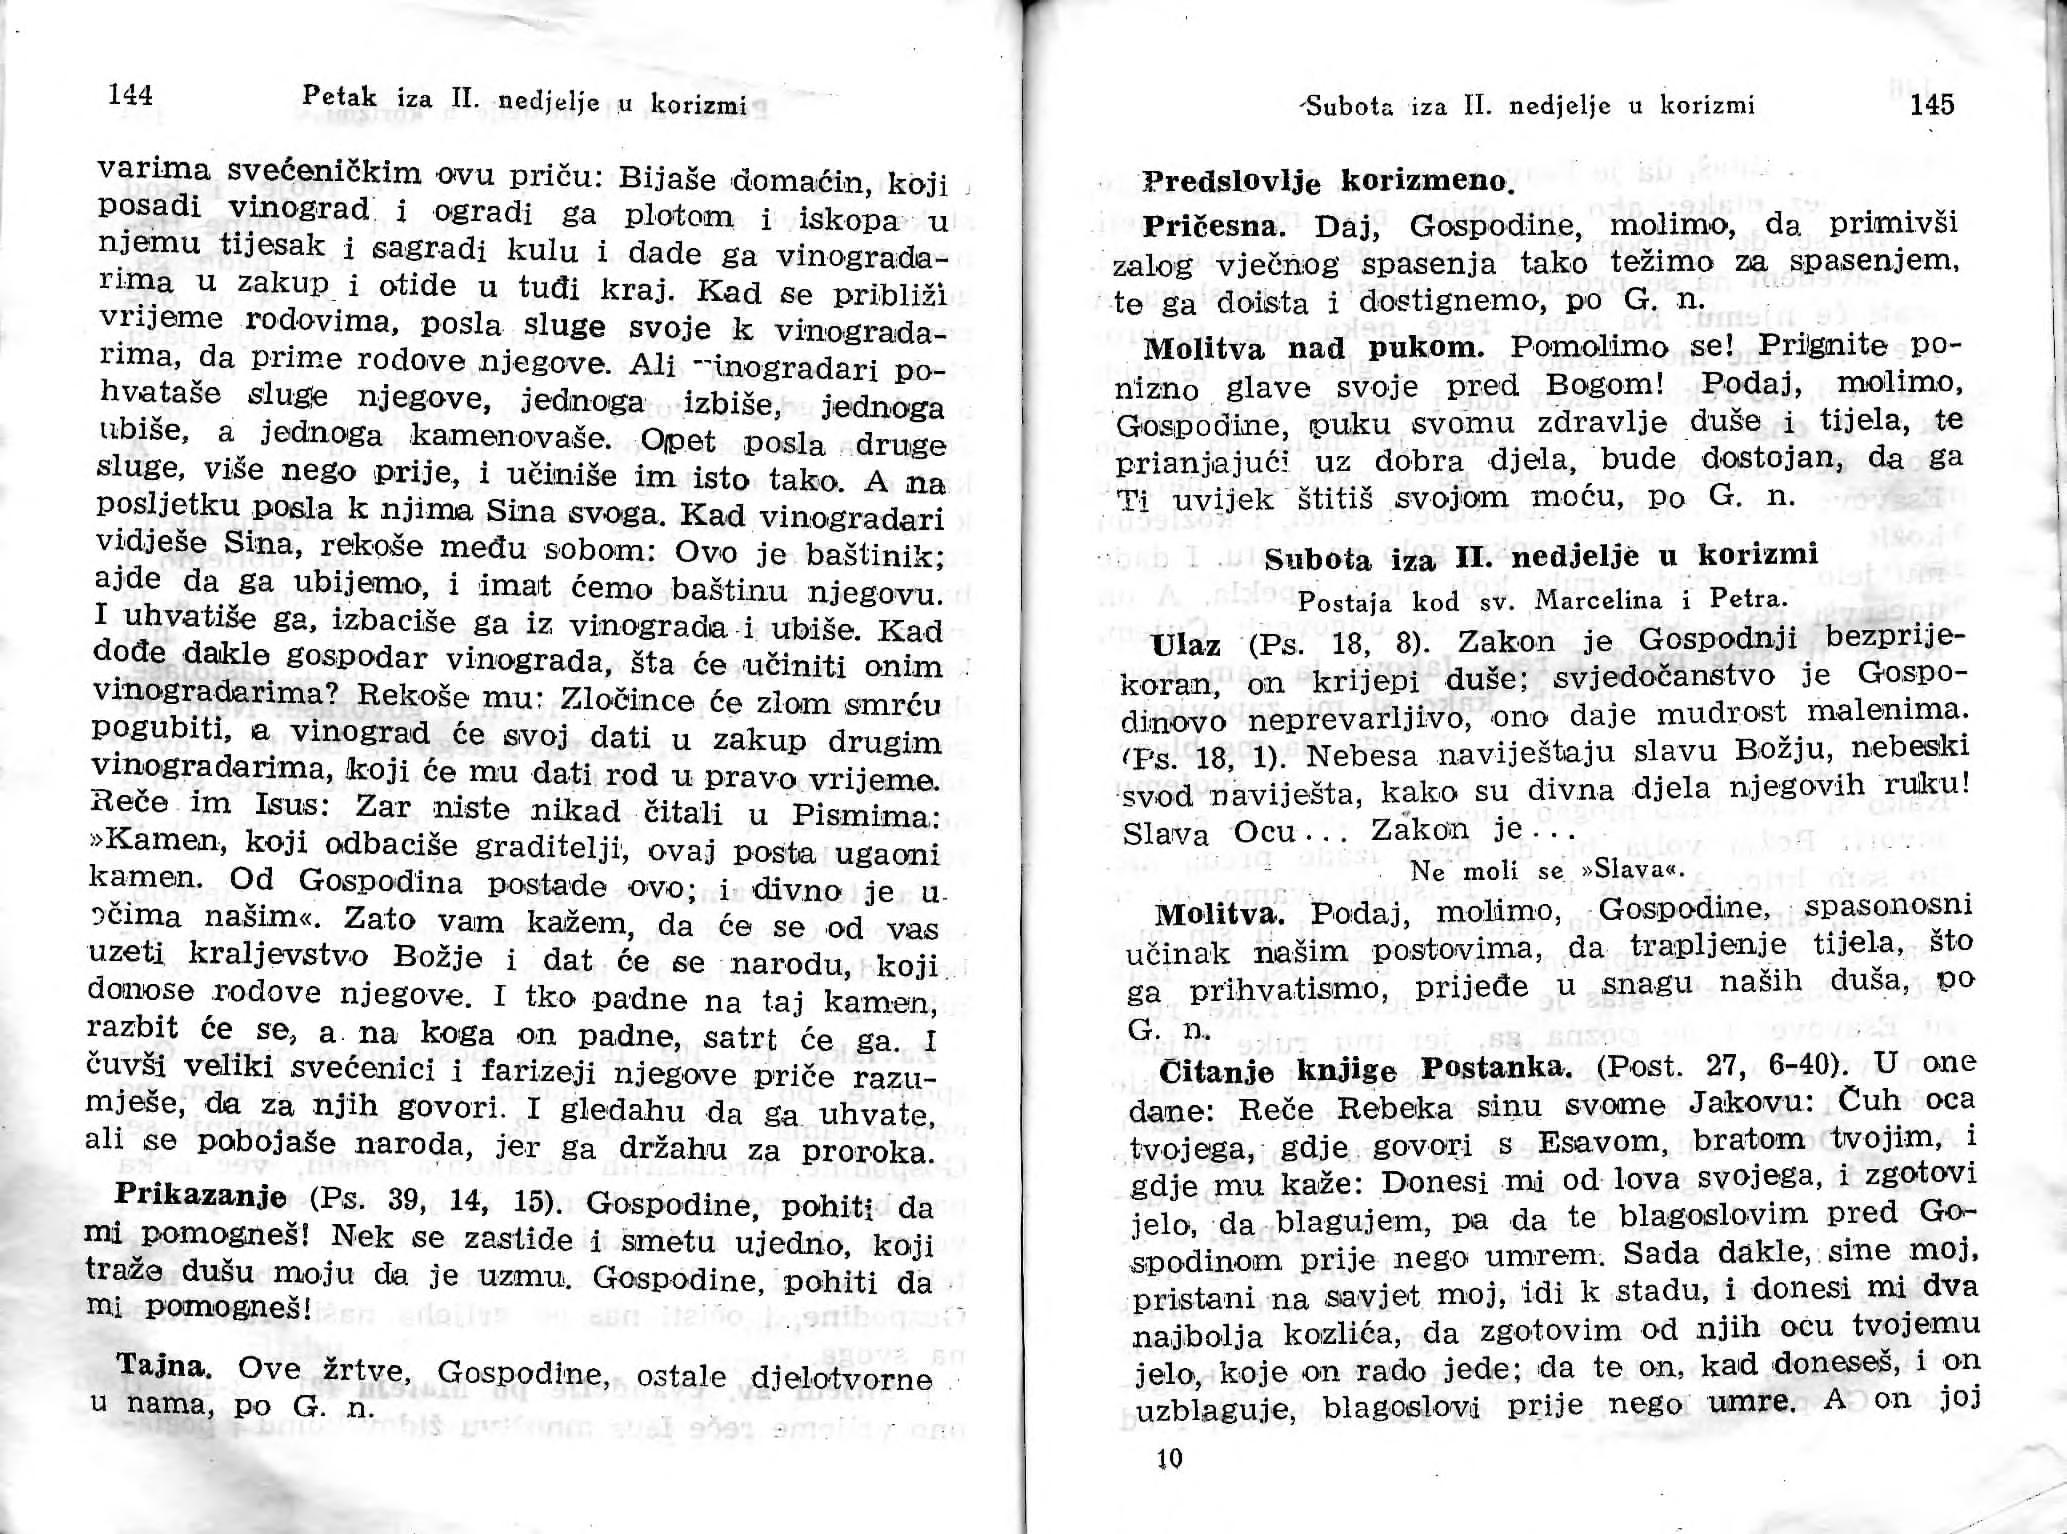 144 Petak iza II. nedjelje u korizmi
varima svećeničkim ovu priču: Bijaše domaćin, koji
posadi vinograd i ogradi ga plotom i iskopa u
njemu tijesak i sagradi kulu i dade ga vinograda-
rima u zakup i otide u tuđi kraj. Kad se približi
vrijeme rodovima, posla sluge svoje k vinograda-
rima, da prime rodove njegove. Ali inogradari po-
hvataše sluge njegove, jednoga izbiše, jednoga
ubiše, a jednoga kamenovaše. Opet posla druge
sluge, više nego prije, i učiniše im isto tako. A na
posljetku posla k njima Sina svoga. Kad vinogradari
vidješe Sina, rekoše među sobom: Ovo je baštinik;
ajde da ga ubijemo, i imat ćemo baštinu njegovu.
I uhvatiše ga, izbaciše ga iz vinograda i ubiše. Kad
dođe dakle gospodar vinograda, šta će učiniti onim
vinogradarima? Rekoše mu: Zločince će zlom smrću
pogubiti, a vinograd će svoj dati u zakup drugim
vinogradarima, koji će mu dati rod u pravo vrijeme.
Reče im Isus: Zar niste nikad čitali u Pismima:
»Kamen, koji odbaciše graditelji, ovaj posta ugaoni
kamen. Od Gospodina postade ovo; i divno je u
očima našim«. Zato vam kažem, da će se od vas
uzeti kraljevstvo Božje i dat će se narodu, koji
donose rodove njegove. I tko padne na taj kamen,
razbit će se, a na koga on padne, satrt će ga. I
čuvši veliki svećenici i farizeji njegove priče razu-
mješe, da za njih govori. I gledahu da ga uhvate,
ali se pobojaše naroda, jer ga držahu za proroka.
Prikazanje (Ps. 39, 14, 15). Gospodine, pohiti da
mi pomogneš! Nek se zastide i smetu ujedno, koji
traže dušu moju da je uzmu. Gospodine, pohiti da
mi pomogneš!
Tajna. Ove žrtve, Gospodine, ostale djelotvorne
u nama, po G. n.
Subota iza II. nedjelje u korizmi 145
Predslovlje korizmeno.
Pričesna. Daj, Gospodine, molimo, da primivši
zalog vječnog spasenja tako težimo za spasenjem,
te ga doista i dostignemo, po G. n.
Molitva nad pukom. Pomolimo se! Prignite po-
nizno glave svoje pred Bogom! Podaj, molimo,
Gospodine, puku svomu zdravlje duše i tijela, te
prianjajući uz dobra djela, bude dostojan, da ga
Ti uvijek štitiš svojom moću, po G. n.
Subota iza II. nedjelje u korizmi
Postaja kod sv. Marcelina i Petra.
Ulaz (Ps. 18, 8). Zakon je Gospodnji bezprije-
koran, on krijepi duše; svjedočanstvo je Gospo-
dinovo neprevarljivo, ono daje mudrost malenima.
(Ps. 18, 1). Nebesa naviještaju slavu Božju, nebeski
svod naviješta, kako su divna djela njegovih ruku!
Slava Ocu... Zakon je...
Ne moli se »Slava«.
Molitva. Podaj, molimo, Gospodine, spasonosni
učinak našim postovima, da trapljenje tijela, što
ga prihvatismo, prijeđe u snagu naših duša, po
G. n.
Čitanje knjige Postanka. (Post. 27, 6-40). U one
dane: Reče Rebeka sinu svome Jakovu: Čuh oca
tvojega, gdje govori s Esavom, bratom tvojim, i
gdje mu kaže: Donesi mi od lova svojega, i zgotovi
jelo, da blagujem, pa da te blagoslovim pred Go-
spodinom prije nego umrem. Sada dakle, sine moj,
pristani na savjet moj, idi k stadu, i donesi mi dva
najbolja kozlića, da zgotovim od njih ocu tvojemu
jelo, koje on rado jede; da te on, kad doneseš, i on
uzblaguje, blagoslovi prije nego umre. A on joj
10